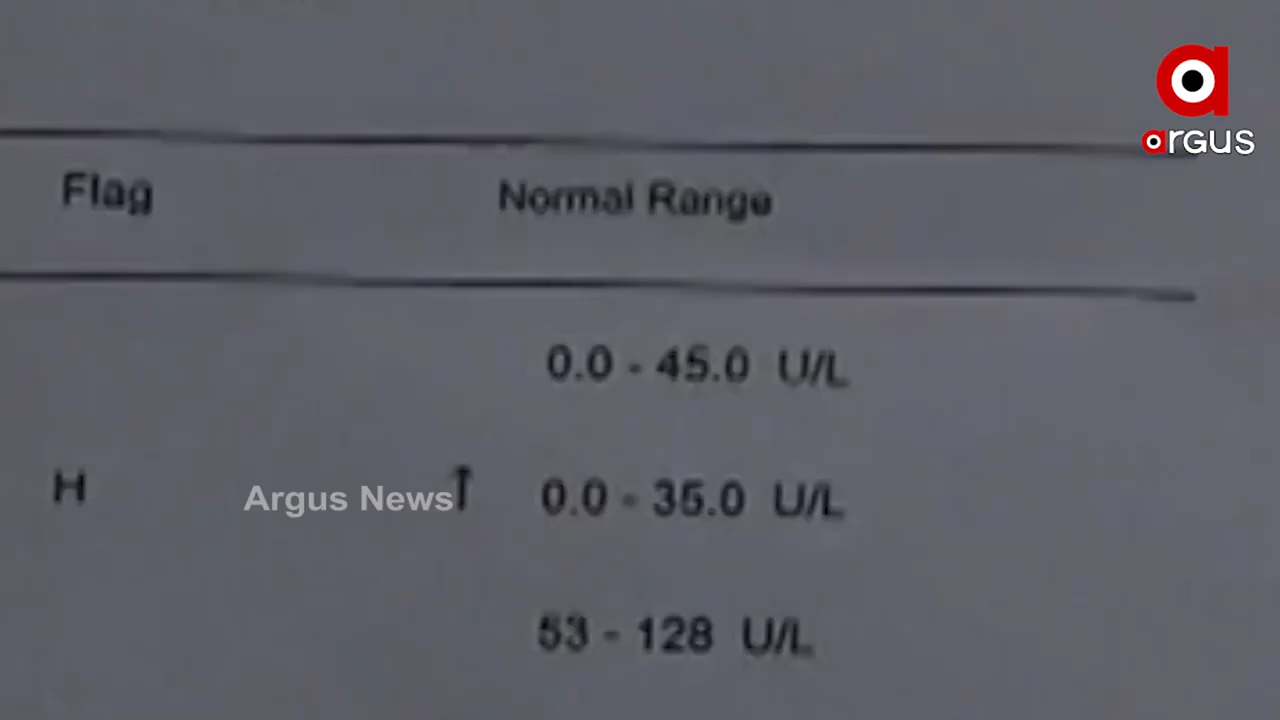 argus
Flag Normal Range
0.0 - 45.0 U/L
H Argus News ↑ 0.0 - 35.0 U/L
53 - 128 U/L